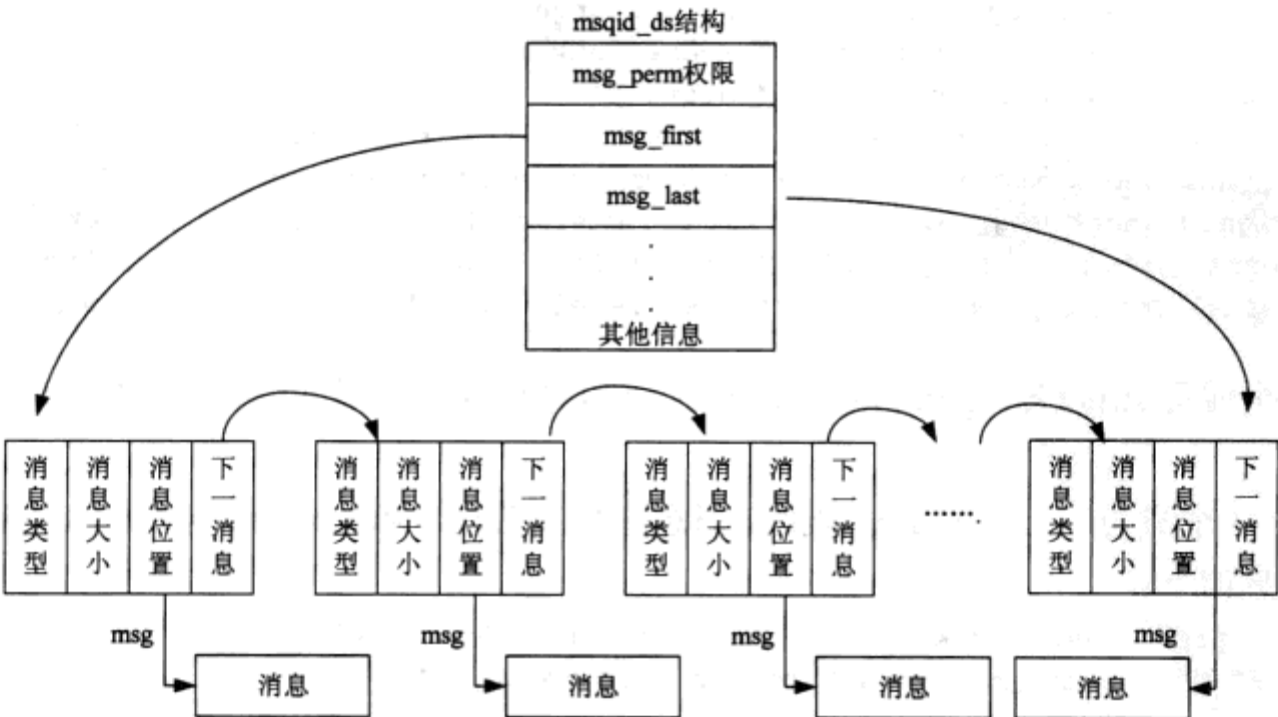 msqid_ds结构
msg_perm权限
msg_first
msg_last
.
.
.
其他信息
消息类型 消息大小 消息位置 下一消息
消息类型 消息大小 消息位置 下一消息
消息类型 消息大小 消息位置 下一消息
.......
消息类型 消息大小 消息位置 下一消息
msg
msg
msg
msg
消息
消息
消息
消息